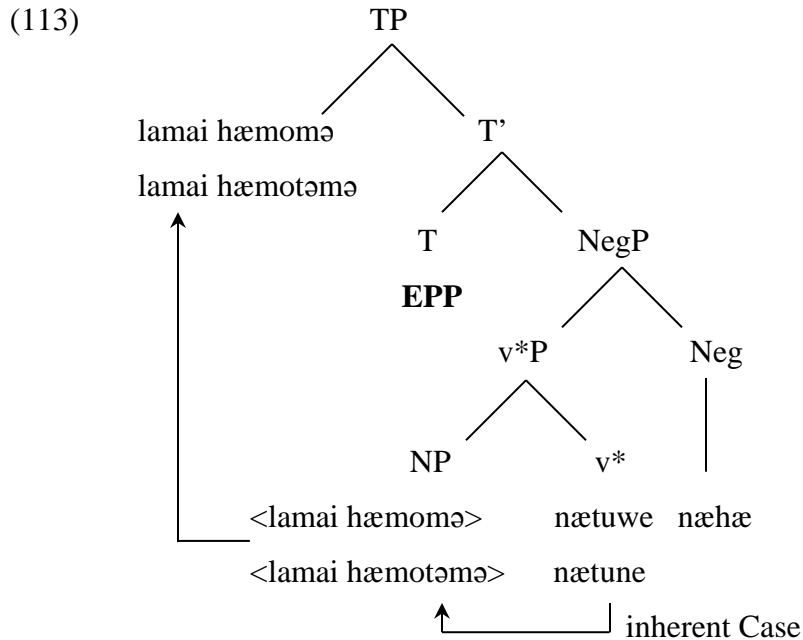 (113) TP
lamai hæmomə T’
lamai hæmotəmə
T NegP
EPP
v*P Neg
NP v*
<lamai hæmomə> nætuwe næhæ
<lamai hæmotəmə> nætune
inherent Case